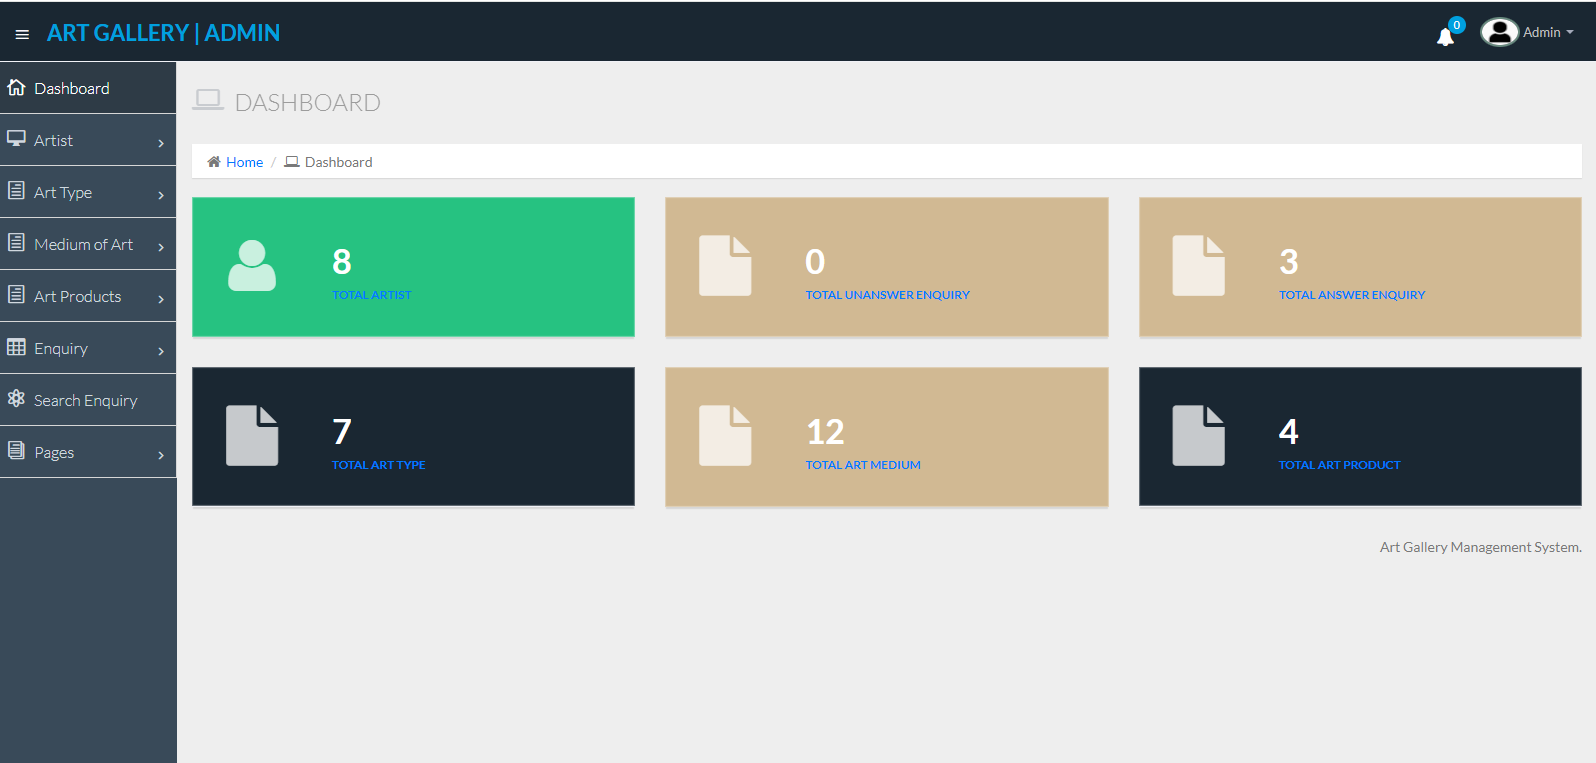 ART GALLERY | ADMIN
0
Admin
Dashboard
Artist
Art Type
Medium of Art
Art Products
Enquiry
Search Enquiry
Pages
DASHBOARD
Home / Dashboard
8
TOTAL ARTIST
0
TOTAL UNANSWER ENQUIRY
3
TOTAL ANSWER ENQUIRY
7
TOTAL ART TYPE
12
TOTAL ART MEDIUM
4
TOTAL ART PRODUCT
Art Gallery Management System.